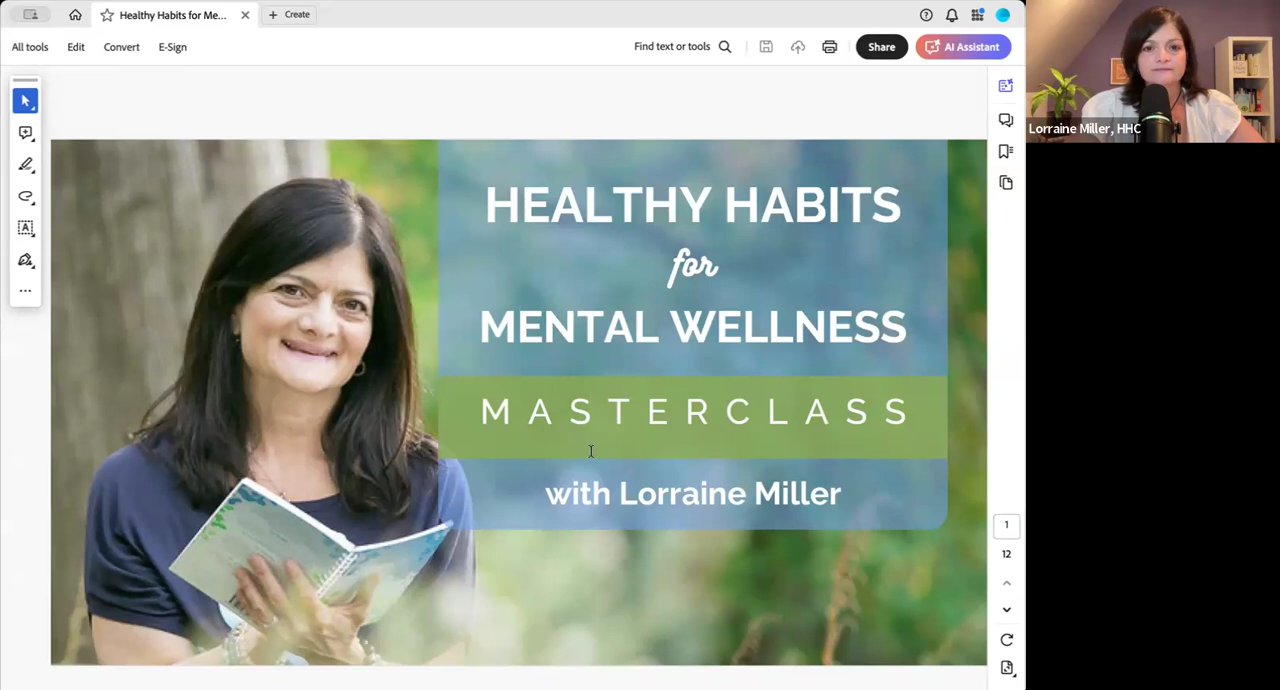 Healthy Habits for Me...
Create
All tools
Edit
Convert
E-Sign
Find text or tools
Share
AI Assistant
Lorraine Miller, HHC
HEALTHY HABITS
for
MENTAL WELLNESS
MASTERCLASS
with Lorraine Miller
1
12